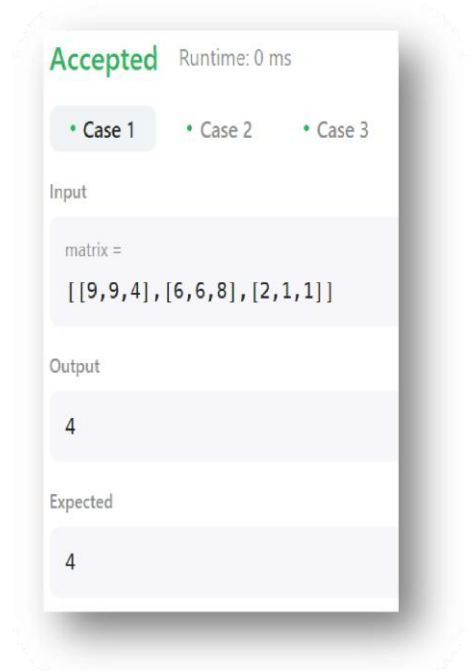 Accepted Runtime: 0 ms
• Case 1 • Case 2 • Case 3
Input
matrix =
[[9,9,4],[6,6,8],[2,1,1]]
Output
4
Expected
4